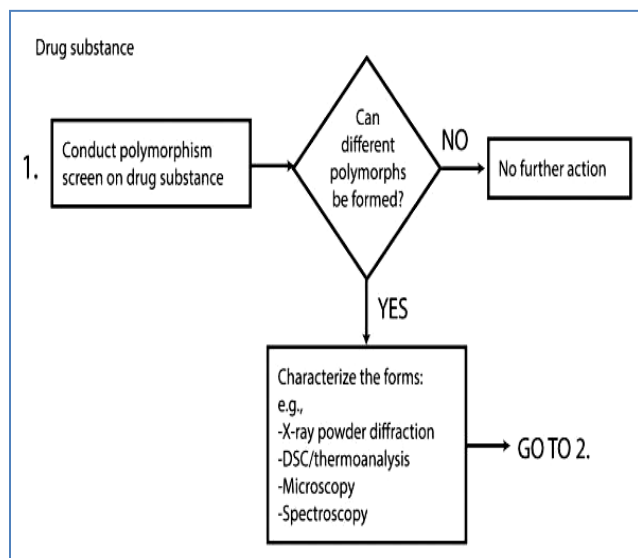 Drug substance
1.
Conduct polymorphism
screen on drug substance
Can
different
polymorphs
be formed?
NO
No further action
YES
Characterize the forms:
e.g.,
-X-ray powder diffraction
-DSC/thermoanalysis
-Microscopy
-Spectroscopy
GO TO 2.